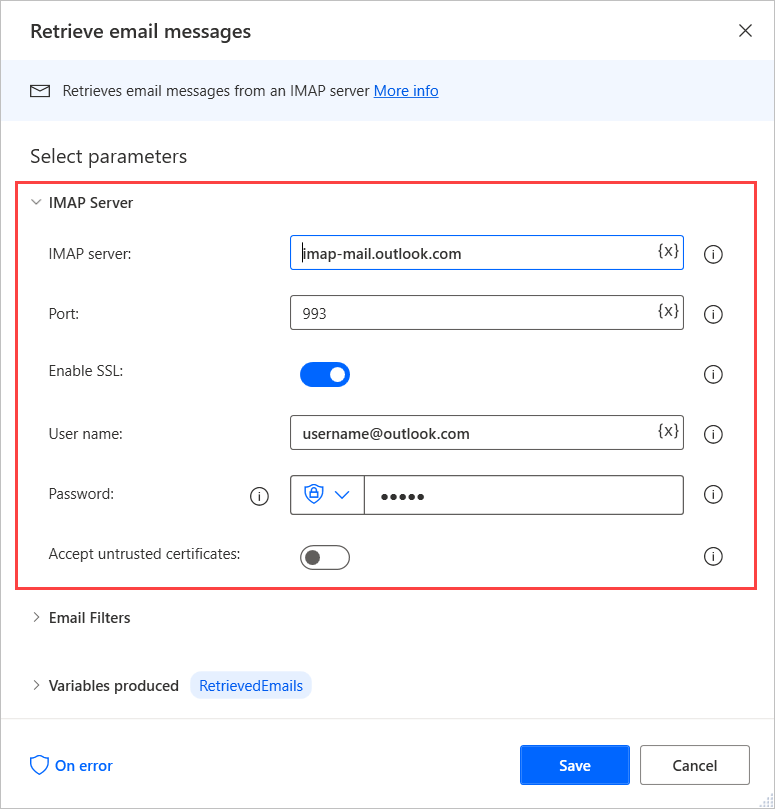 Retrieve email messages
Retrieves email messages from an IMAP server More info
Select parameters
IMAP Server
IMAP server: imap-mail.outlook.com {x}
Port: 993 {x}
Enable SSL:
User name: username@outlook.com {x}
Password: •••••
Accept untrusted certificates:
Email Filters
Variables produced RetrievedEmails
On error Save Cancel